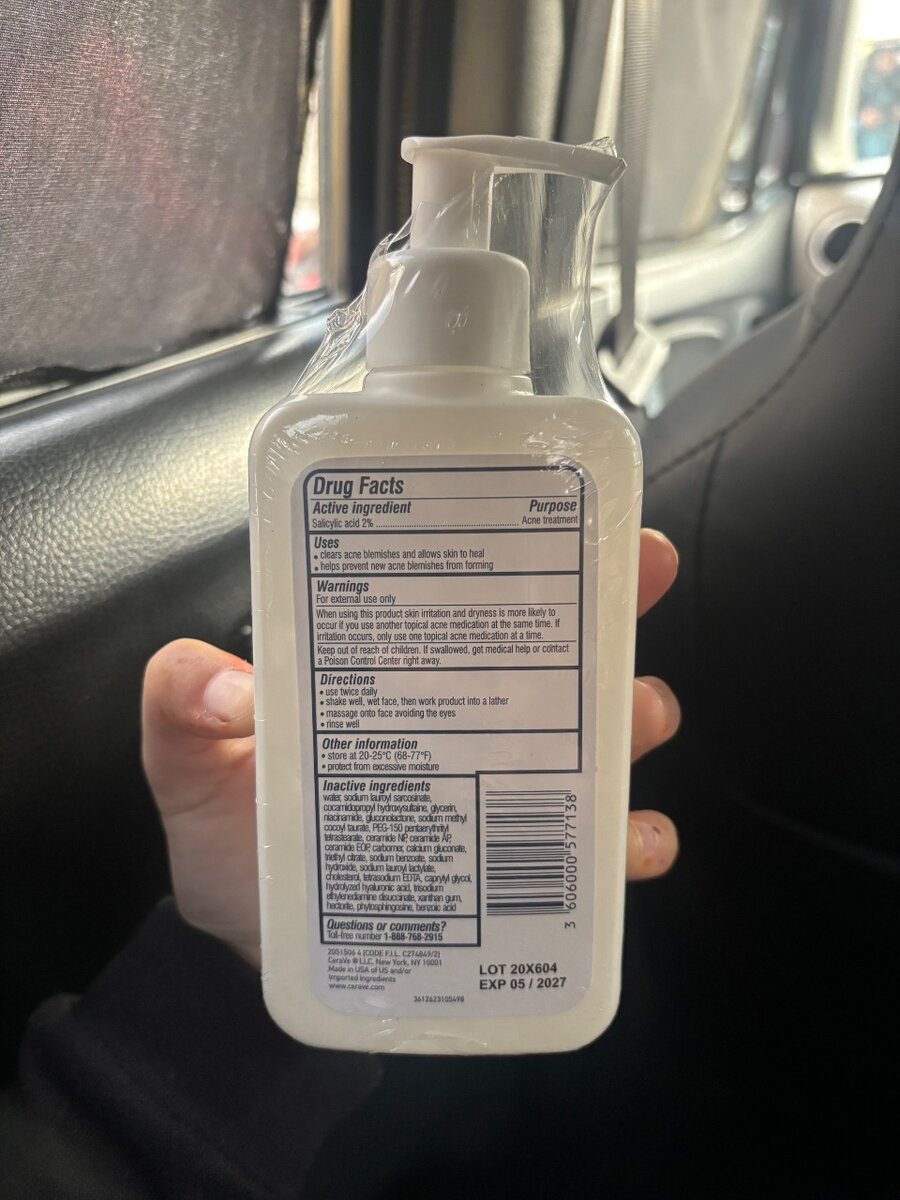 Drug Facts
Active ingredient Purpose
Salicylic acid 2% ........................................................ Acne treatment
Uses
• clears acne blemishes and allows skin to heal
• helps prevent new acne blemishes from forming
Warnings
For external use only
When using this product skin irritation and dryness is more likely to
occur if you use another topical acne medication at the same time. If
irritation occurs, only use one topical acne medication at a time.
Keep out of reach of children. If swallowed, get medical help or contact
a Poison Control Center right away.
Directions
• use twice daily
• shake well, wet face, then work product into a lather
• massage onto face avoiding the eyes
• rinse well
Other information
• store at 20-25°C (68-77°F)
• protect from excessive moisture
Inactive ingredients
water, sodium lauroyl sarcosinate,
cocamidopropyl hydroxysultaine, glycerin,
niacinamide, gluconolactone, sodium methyl
cocoyl taurate, PEG-150 pentaerythrityl
tetrastearate, ceramide NP, ceramide AP,
ceramide EOP, carbomer, calcium gluconate,
triethyl citrate, sodium benzoate, sodium
hydroxide, sodium lauroyl lactylate,
cholesterol, tetrasodium EDTA, caprylyl glycol,
hydrolyzed hyaluronic acid, trisodium
ethylenediamine disuccinate, xanthan gum,
hectorite, phytosphingosine, benzoic acid
Questions or comments?
Toll-free number 1-888-768-2915
2051506 4 [CODE F.I.L. C274849/2]
CeraVe ® LLC, New York, NY 10001
Made in USA of US and/or
Imported Ingredients
www.cerave.com
3612623105498
3 606000 577138
LOT 20X604
EXP 05 / 2027